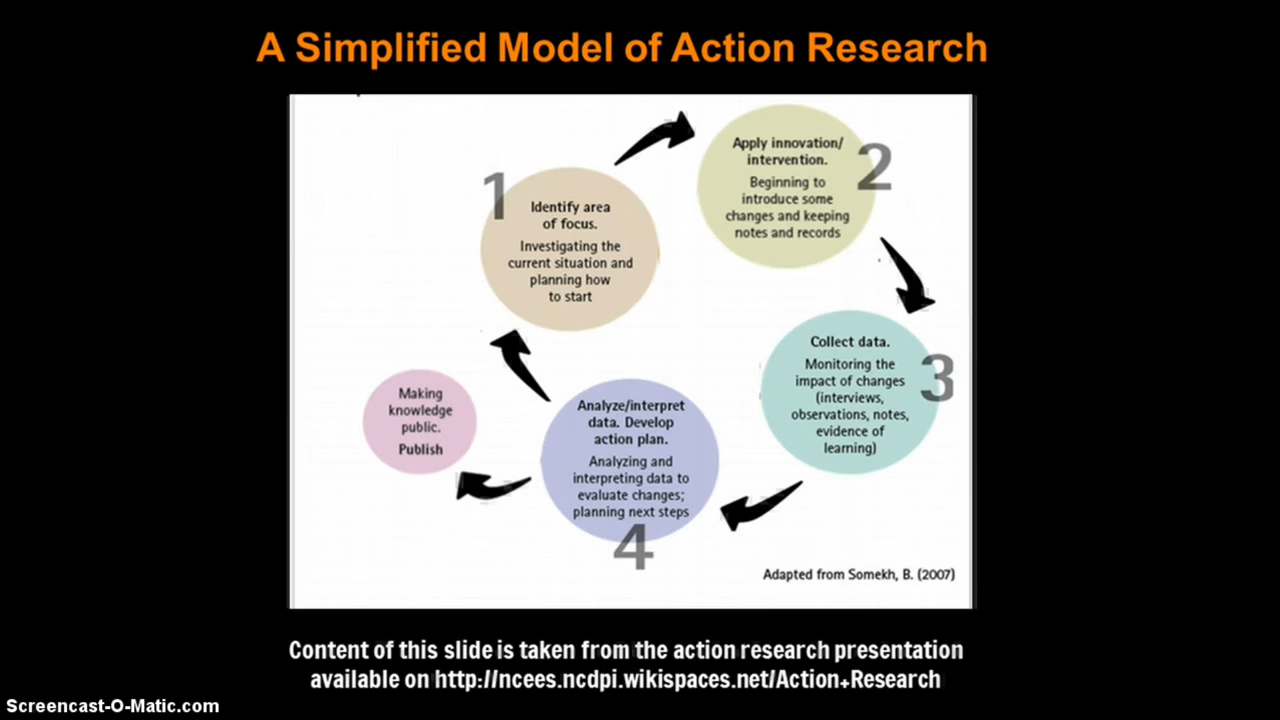 A Simplified Model of Action Research
1
Identify area
of focus.
Investigating the
current situation and
planning how
to start
2
Apply innovation/
intervention.
Beginning to
introduce some
changes and keeping
notes and records
3
Collect data.
Monitoring the
impact of changes
(interviews,
observations, notes,
evidence of
learning)
Analyze/interpret
data. Develop
action plan.
Analyzing and
interpreting data to
evaluate changes;
planning next steps
4
Making
knowledge
public.
Publish
Adapted from Somekh, B. (2007)
Content of this slide is taken from the action research presentation
available on http://ncees.ncdpi.wikispaces.net/Action+Research
Screencast-O-Matic.com